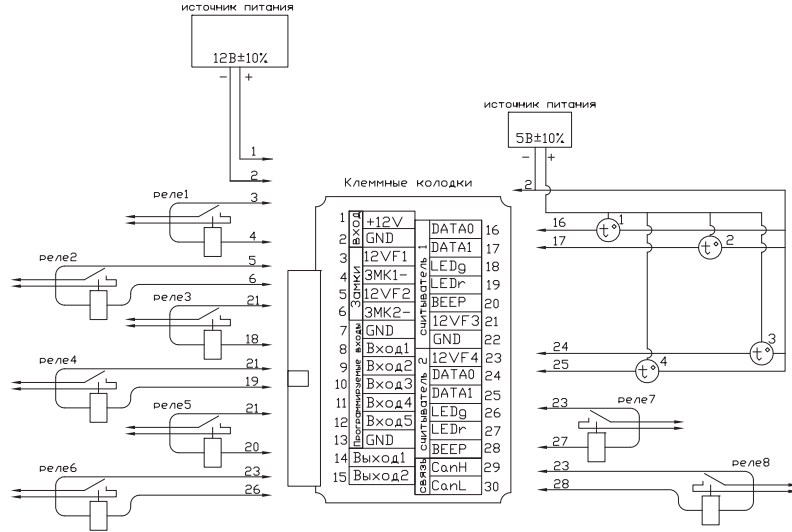 источник питания
12В±10%
− +
1
2
реле1
3
4
реле2
5
6
реле3
21
18
реле4
21
19
реле5
21
20
реле6
23
26
Клеммные колодки
ВХОД
1 +12V
2 GND
Замки
3 12VF1
4 ЗМК1-
5 12VF2
6 ЗМК2-
Программируемые входы
7 GND
8 Вход1
9 Вход2
10 Вход3
11 Вход4
12 Вход5
13 GND
14 Выход1
15 Выход2
считыватель 1
DATA0 16
DATA1 17
LEDg 18
LEDr 19
BEEP 20
12VF3 21
GND 22
считыватель 2
12VF4 23
DATA0 24
DATA1 25
LEDg 26
LEDr 27
BEEP 28
связь
CanH 29
CanL 30
источник питания
5В±10%
− +
2
16
17
t° 1
t° 2
24
25
t° 3
t° 4
23
реле7
27
23
реле8
28